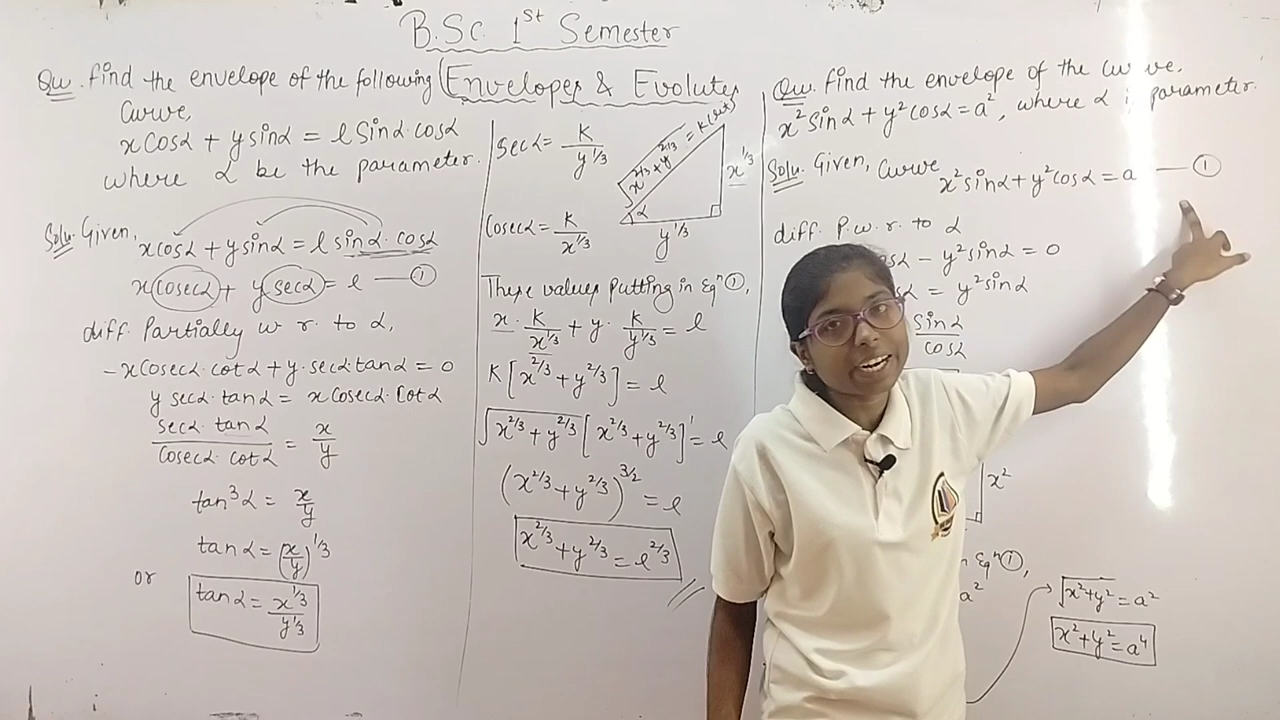 B.Sc. 1st Semester
(Envelopes & Evolutes
Qu. find the envelope of the following
Curve,
x cosα + y sinα = l sinα·cosα
where α be the parameter.
Soln. Given,
x cosα + y sinα = l sinα·cosα
x cosecα + y secα = l — ①
diff. Partially w r. to α,
-x cosecα·cotα + y·secα·tanα = 0
y secα·tanα = x cosecα·cotα
secα·tanα / cosecα·cotα = x/y
tan³α = x/y
tanα = (x/y)^1/3
or
tanα = x^1/3 / y^1/3
secα = K / y^1/3
x^2/3 + y^2/3 = K (let)
x^1/3
α
y^1/3
cosecα = K / x^1/3
These values putting in Eqn ①,
x · K / x^1/3 + y · K / y^1/3 = l
K [x^2/3 + y^2/3] = l
√x^2/3 + y^2/3 [x^2/3 + y^2/3]^1 = l
(x^2/3 + y^2/3)^3/2 = l
x^2/3 + y^2/3 = l^2/3
Qu. find the envelope of the curve,
x² sinα + y² cosα = a², where α is parameter.
Soln. Given, Curve
x² sinα + y² cosα = a — ①
diff. P. w. r. to α
- y² sinα = 0
= y² sinα
sinα / cosα
x²
Eqn ①,
a²
√x² + y² = a²
x² + y² = a⁴